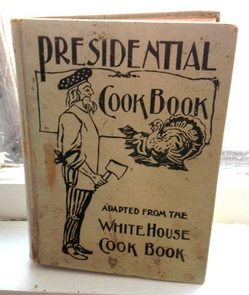 PRESIDENTIAL
COOK BOOK
ADAPTED FROM THE
WHITE HOUSE
COOK BOOK